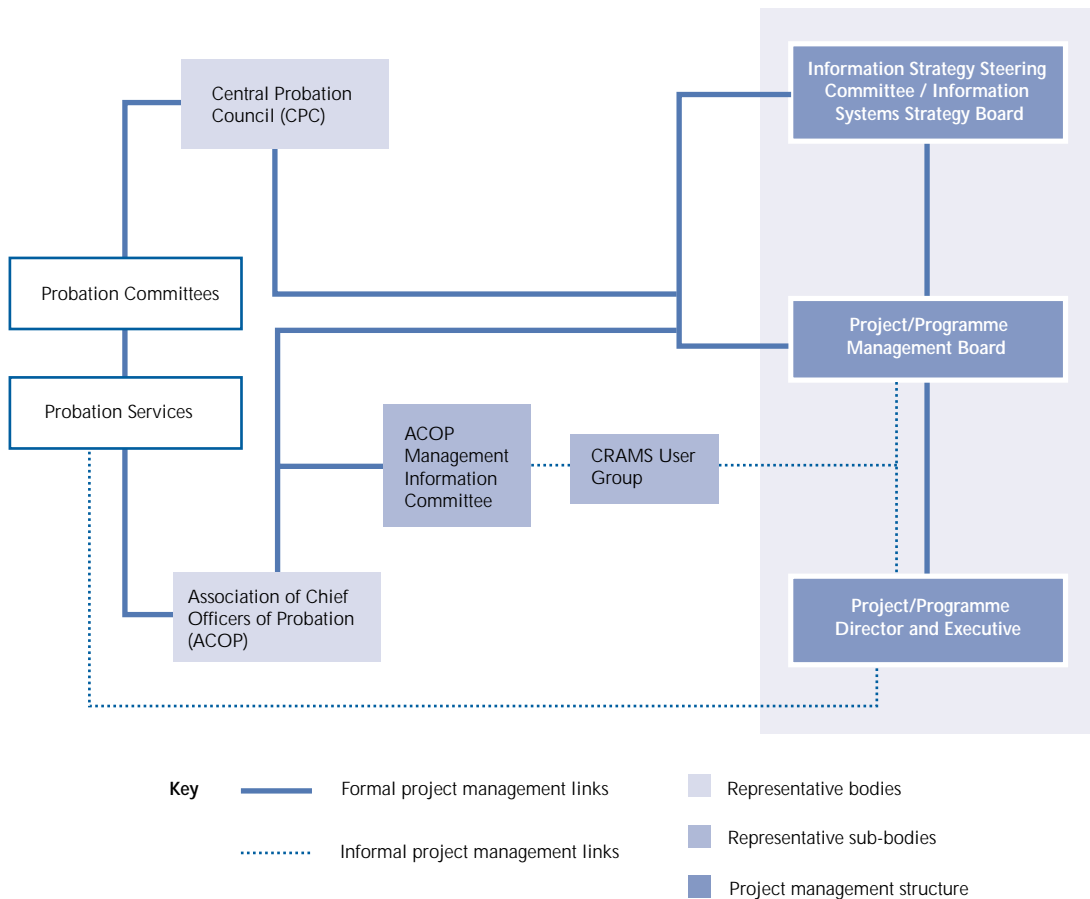 Central Probation
Council (CPC)
Information Strategy Steering
Committee / Information
Systems Strategy Board
Probation Committees
Project/Programme
Management Board
Probation Services
ACOP
Management
Information
Committee
CRAMS User
Group
Association of Chief
Officers of Probation
(ACOP)
Project/Programme
Director and Executive
Key
Formal project management links
Representative bodies
Informal project management links
Representative sub-bodies
Project management structure